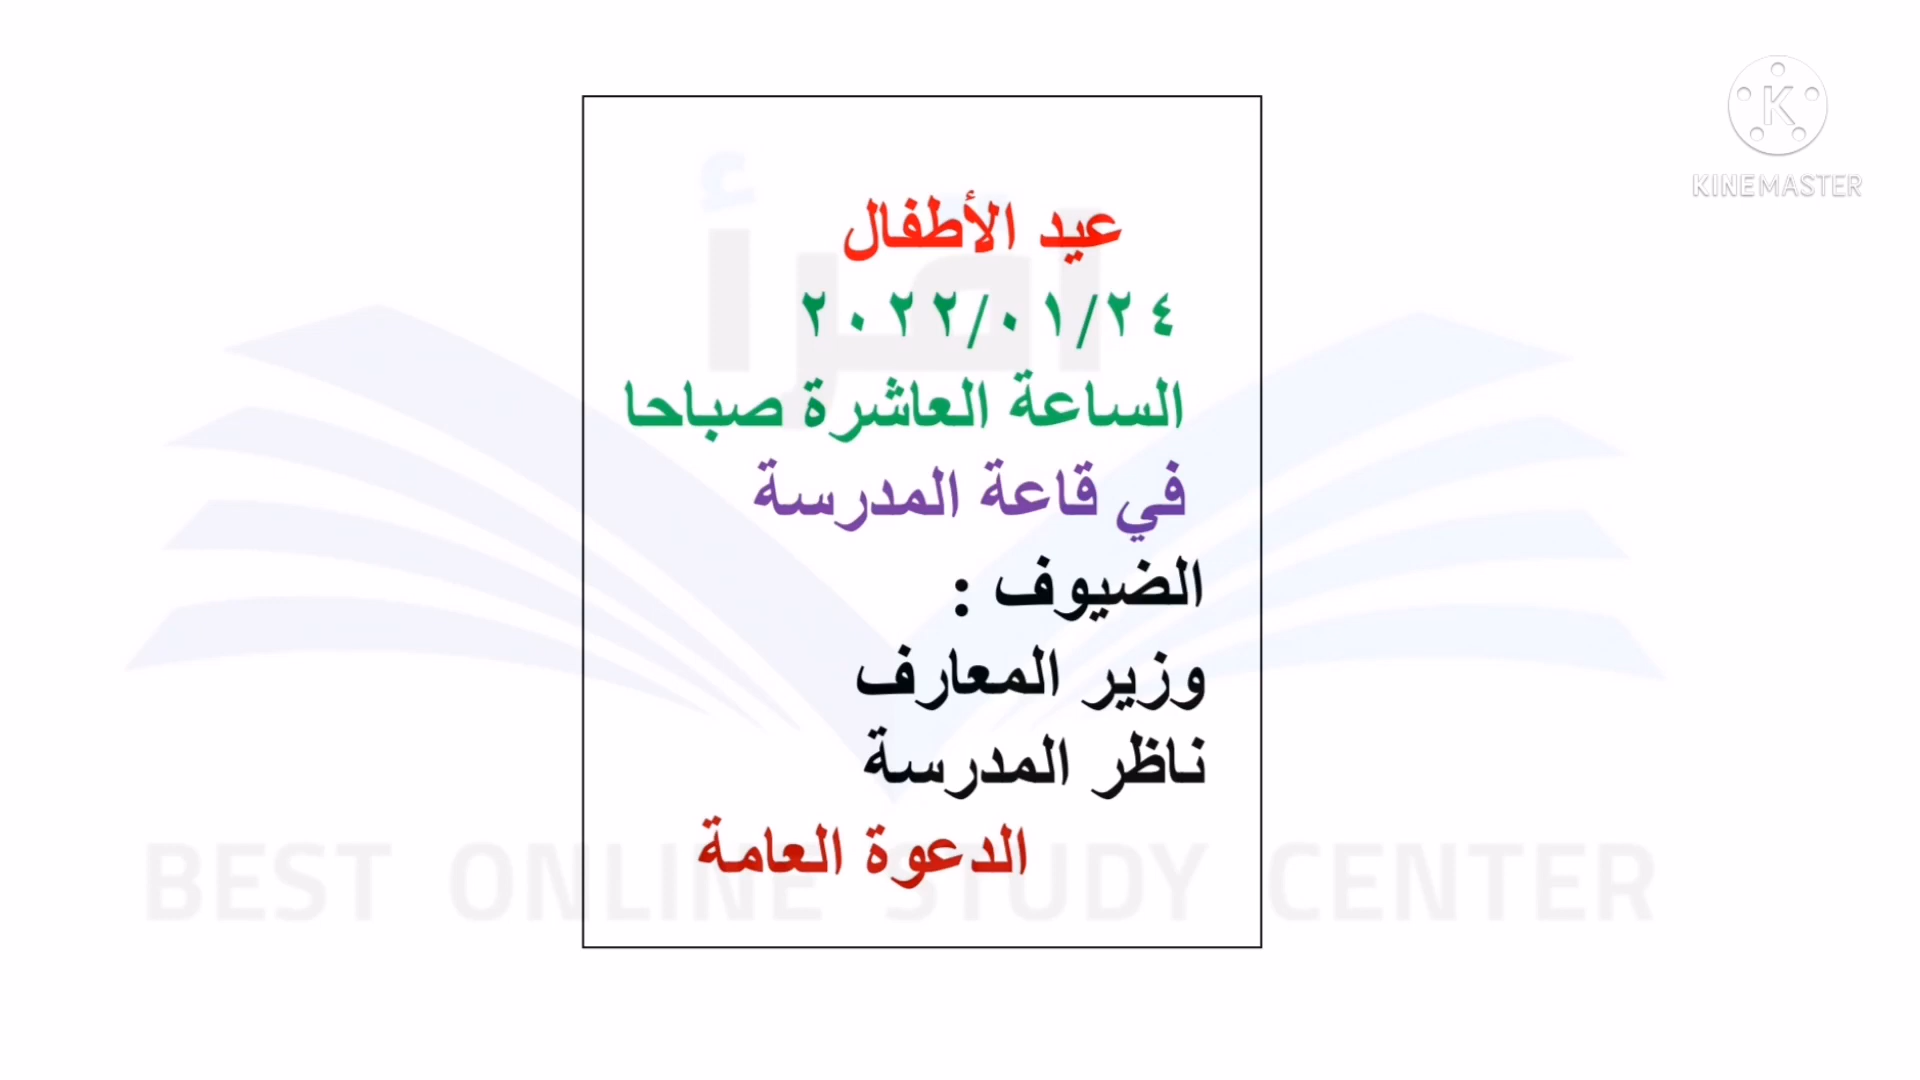 KINEMASTER
عيد الأطفال
٢٠٢٢/٠١/٢٤
الساعة العاشرة صباحا
في قاعة المدرسة
الضيوف :
وزير المعارف
ناظر المدرسة
الدعوة العامة
اقرأ
BEST ONLINE STUDY CENTER